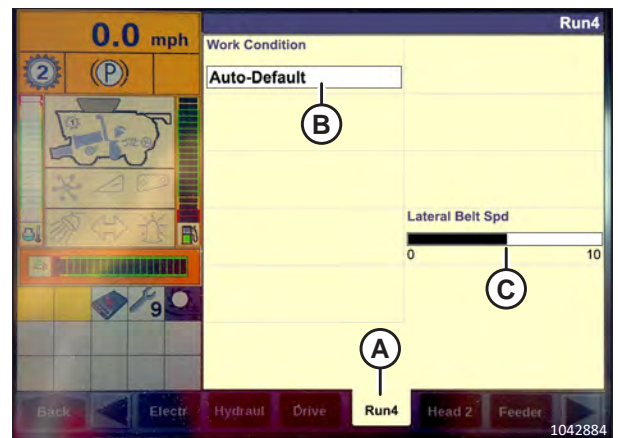 Run4
0.0 mph
Work Condition
2
(P)
Auto-Default
B
1
Lateral Belt Spd
0 10
C
9
A
Back Electr Hydraul Drive Run4 Head 2 Feeder
1042884